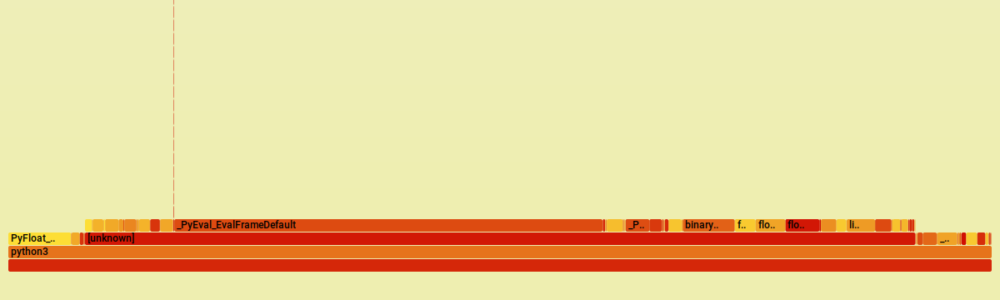 _PyEval_EvalFrameDefault _P.. binary.. f.. flo.. flo.. li..
PyFloat_.. [unknown] _..
python3